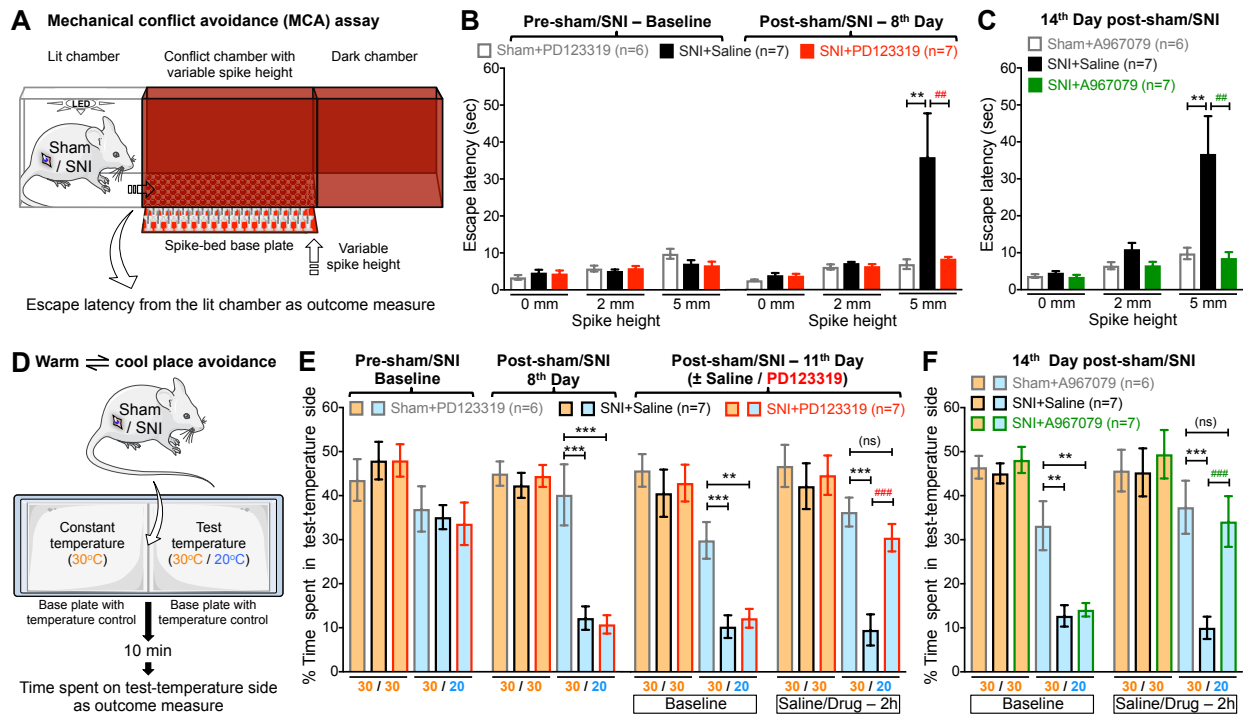 A Mechanical conflict avoidance (MCA) assay
Lit chamber
Conflict chamber with
variable spike height
Dark chamber
LED
Sham
/ SNI
Spike-bed base plate
Variable
spike height
Escape latency from the lit chamber as outcome measure
B
Pre-sham/SNI – Baseline
Post-sham/SNI – 8th Day
Sham+PD123319 (n=6)
SNI+Saline (n=7)
SNI+PD123319 (n=7)
Escape latency (sec)
60
50
40
30
20
10
0
**
##
0 mm
2 mm
5 mm
0 mm
2 mm
5 mm
Spike height
Spike height
C
14th Day post-sham/SNI
Sham+A967079 (n=6)
SNI+Saline (n=7)
SNI+A967079 (n=7)
Escape latency (sec)
60
50
40
30
20
10
0
**
##
0 mm
2 mm
5 mm
Spike height
D Warm ⇌ cool place avoidance
Sham
/ SNI
Constant
temperature
(30°C)
Test
temperature
(30°C / 20°C)
Base plate with
temperature control
Base plate with
temperature control
10 min
Time spent on test-temperature side
as outcome measure
E
Pre-sham/SNI
Baseline
Post-sham/SNI
8th Day
Post-sham/SNI – 11th Day
(± Saline / PD123319)
Sham+PD123319 (n=6)
SNI+Saline (n=7)
SNI+PD123319 (n=7)
% Time spent in test-temperature side
60
50
40
30
20
10
0
***
***
**
***
(ns)
***
###
30 / 30
30 / 20
30 / 30
30 / 20
30 / 30
30 / 20
30 / 30
30 / 20
Baseline
Saline/Drug – 2h
F
14th Day post-sham/SNI
Sham+A967079 (n=6)
SNI+Saline (n=7)
SNI+A967079 (n=7)
% Time spent in test-temperature side
60
50
40
30
20
10
0
**
**
(ns)
***
###
30 / 30
30 / 20
30 / 30
30 / 20
Baseline
Saline/Drug – 2h